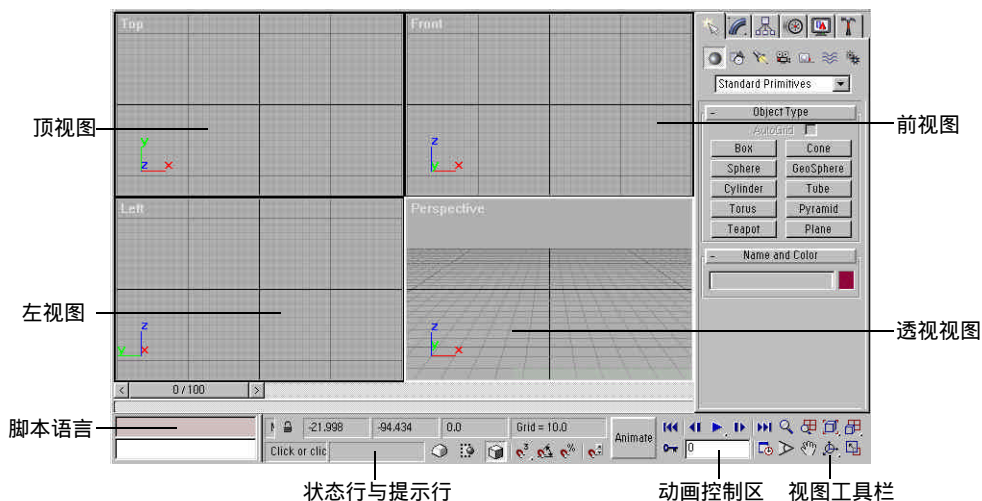 Top
Front
Standard Primitives
- Object Type
AutoGrid
Box Cone
Sphere GeoSphere
Cylinder Tube
Torus Pyramid
Teapot Plane
- Name and Color
顶视图
前视图
y
z x
z
y x
Left
Perspective
左视图
透视视图
z
y x
z
y x
< 0 / 100 >
脚本语言
-21.998 -94.434 0.0 Grid = 10.0
Animate
Click or clic
3
%
0
状态行与提示行
动画控制区
视图工具栏